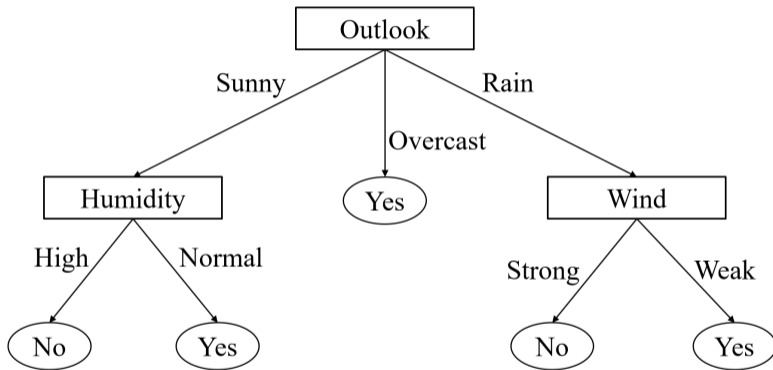 Outlook
Sunny
Rain
Overcast
Humidity
Yes
Wind
High
Normal
Strong
Weak
No
Yes
No
Yes